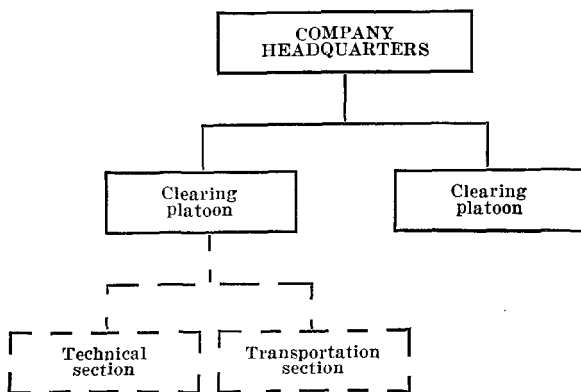 COMPANY
HEADQUARTERS
Clearing
platoon
Clearing
platoon
Technical
section
Transportation
section